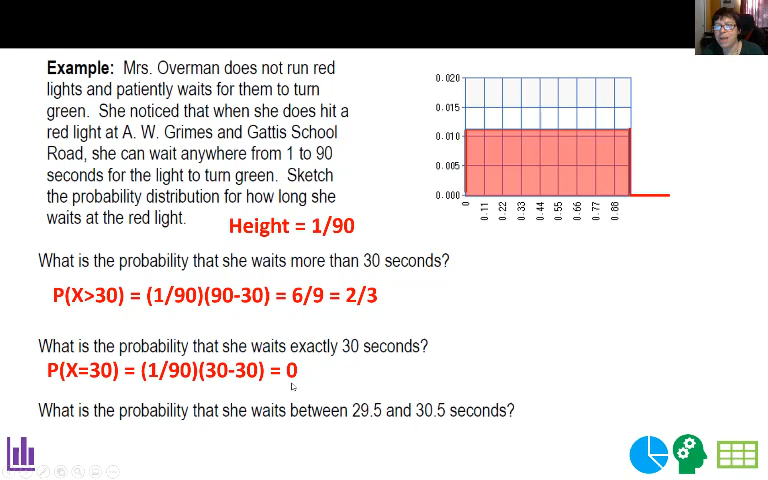 Example: Mrs. Overman does not run red
lights and patiently waits for them to turn
green. She noticed that when she does hit a
red light at A. W. Grimes and Gattis School
Road, she can wait anywhere from 1 to 90
seconds for the light to turn green. Sketch
the probability distribution for how long she
waits at the red light.
Height = 1/90
0.020
0.015
0.010
0.005
0.000
0
0.11
0.22
0.33
0.44
0.55
0.66
0.77
0.88
What is the probability that she waits more than 30 seconds?
P(X>30) = (1/90)(90-30) = 6/9 = 2/3
What is the probability that she waits exactly 30 seconds?
P(X=30) = (1/90)(30-30) = 0
What is the probability that she waits between 29.5 and 30.5 seconds?